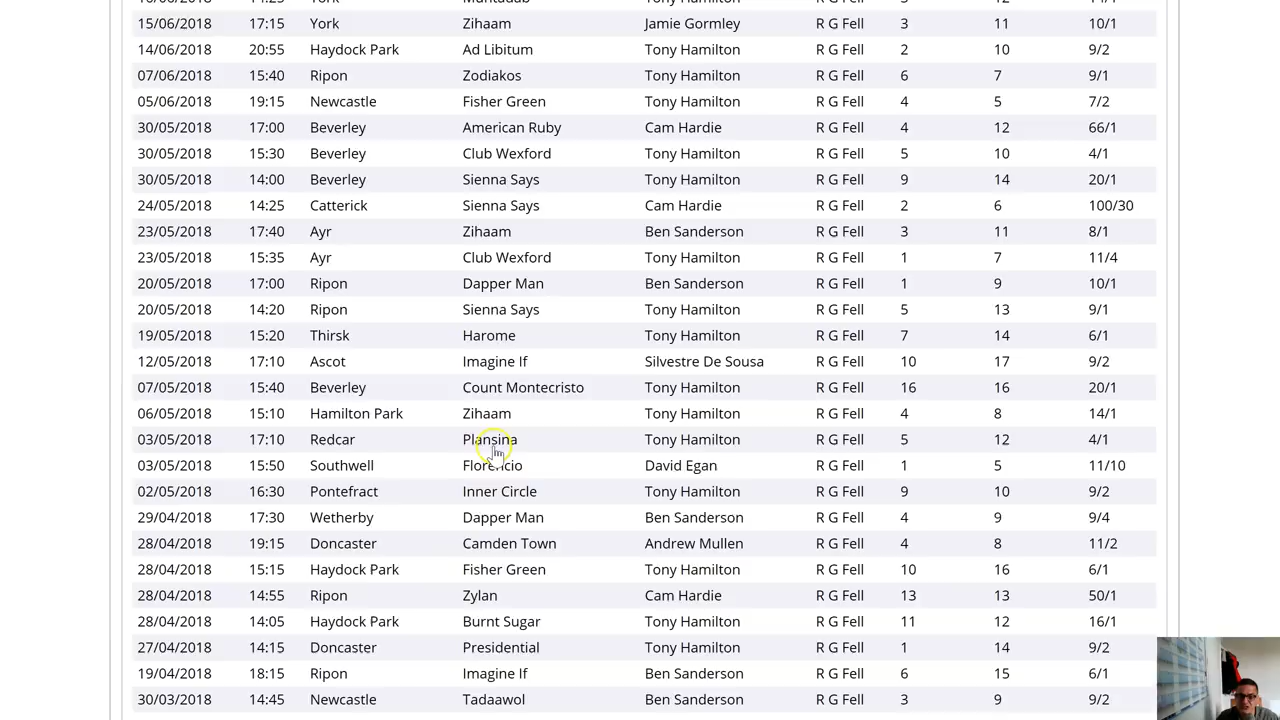 15/06/2018 17:15 York Zihaam Jamie Gormley R G Fell 3 11 10/1
14/06/2018 20:55 Haydock Park Ad Libitum Tony Hamilton R G Fell 2 10 9/2
07/06/2018 15:40 Ripon Zodiakos Tony Hamilton R G Fell 6 7 9/1
05/06/2018 19:15 Newcastle Fisher Green Tony Hamilton R G Fell 4 5 7/2
30/05/2018 17:00 Beverley American Ruby Cam Hardie R G Fell 4 12 66/1
30/05/2018 15:30 Beverley Club Wexford Tony Hamilton R G Fell 5 10 4/1
30/05/2018 14:00 Beverley Sienna Says Tony Hamilton R G Fell 9 14 20/1
24/05/2018 14:25 Catterick Sienna Says Cam Hardie R G Fell 2 6 100/30
23/05/2018 17:40 Ayr Zihaam Ben Sanderson R G Fell 3 11 8/1
23/05/2018 15:35 Ayr Club Wexford Tony Hamilton R G Fell 1 7 11/4
20/05/2018 17:00 Ripon Dapper Man Ben Sanderson R G Fell 1 9 10/1
20/05/2018 14:20 Ripon Sienna Says Tony Hamilton R G Fell 5 13 9/1
19/05/2018 15:20 Thirsk Harome Tony Hamilton R G Fell 7 14 6/1
12/05/2018 17:10 Ascot Imagine If Silvestre De Sousa R G Fell 10 17 9/2
07/05/2018 15:40 Beverley Count Montecristo Tony Hamilton R G Fell 16 16 20/1
06/05/2018 15:10 Hamilton Park Zihaam Tony Hamilton R G Fell 4 8 14/1
03/05/2018 17:10 Redcar Plansina Tony Hamilton R G Fell 5 12 4/1
03/05/2018 15:50 Southwell Florencio David Egan R G Fell 1 5 11/10
02/05/2018 16:30 Pontefract Inner Circle Tony Hamilton R G Fell 9 10 9/2
29/04/2018 17:30 Wetherby Dapper Man Ben Sanderson R G Fell 4 9 9/4
28/04/2018 19:15 Doncaster Camden Town Andrew Mullen R G Fell 4 8 11/2
28/04/2018 15:15 Haydock Park Fisher Green Tony Hamilton R G Fell 10 16 6/1
28/04/2018 14:55 Ripon Zylan Cam Hardie R G Fell 13 13 50/1
28/04/2018 14:05 Haydock Park Burnt Sugar Tony Hamilton R G Fell 11 12 16/1
27/04/2018 14:15 Doncaster Presidential Tony Hamilton R G Fell 1 14 9/2
19/04/2018 18:15 Ripon Imagine If Ben Sanderson R G Fell 6 15 6/1
30/03/2018 14:45 Newcastle Tadaawol Ben Sanderson R G Fell 3 9 9/2